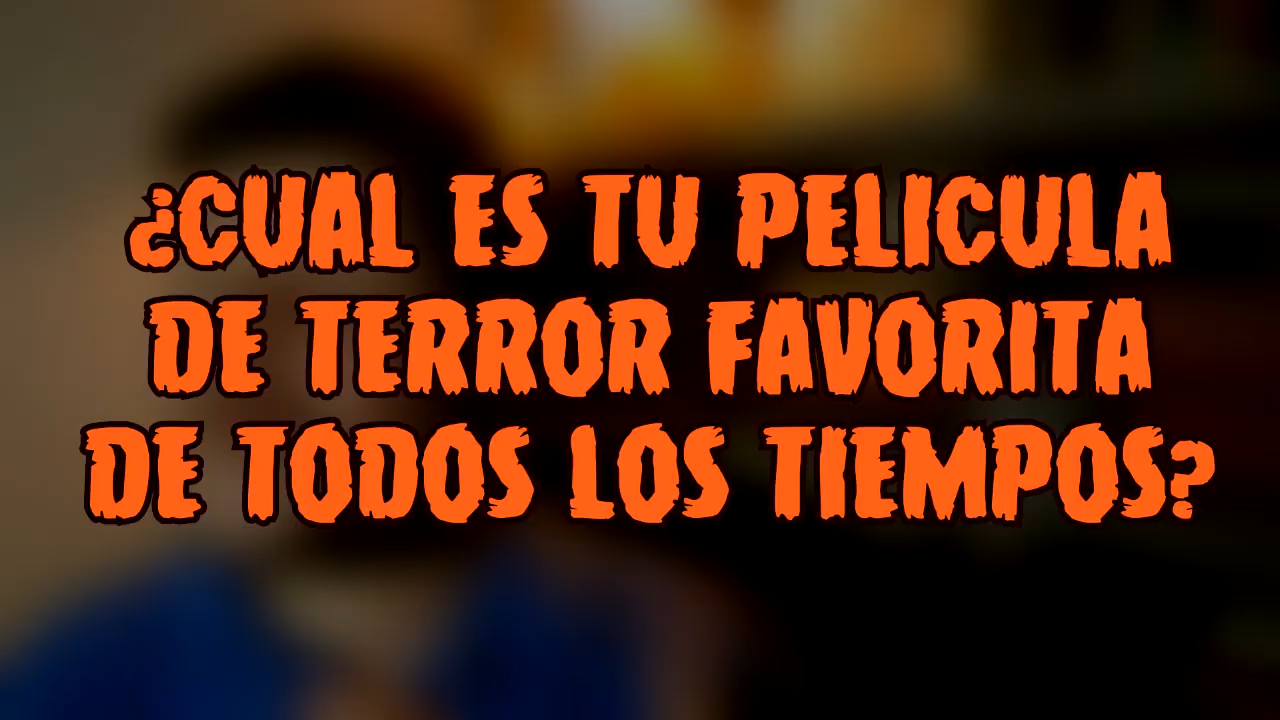 ¿CUAL ES TU PELICULA
DE TERROR FAVORITA
DE TODOS LOS TIEMPOS?